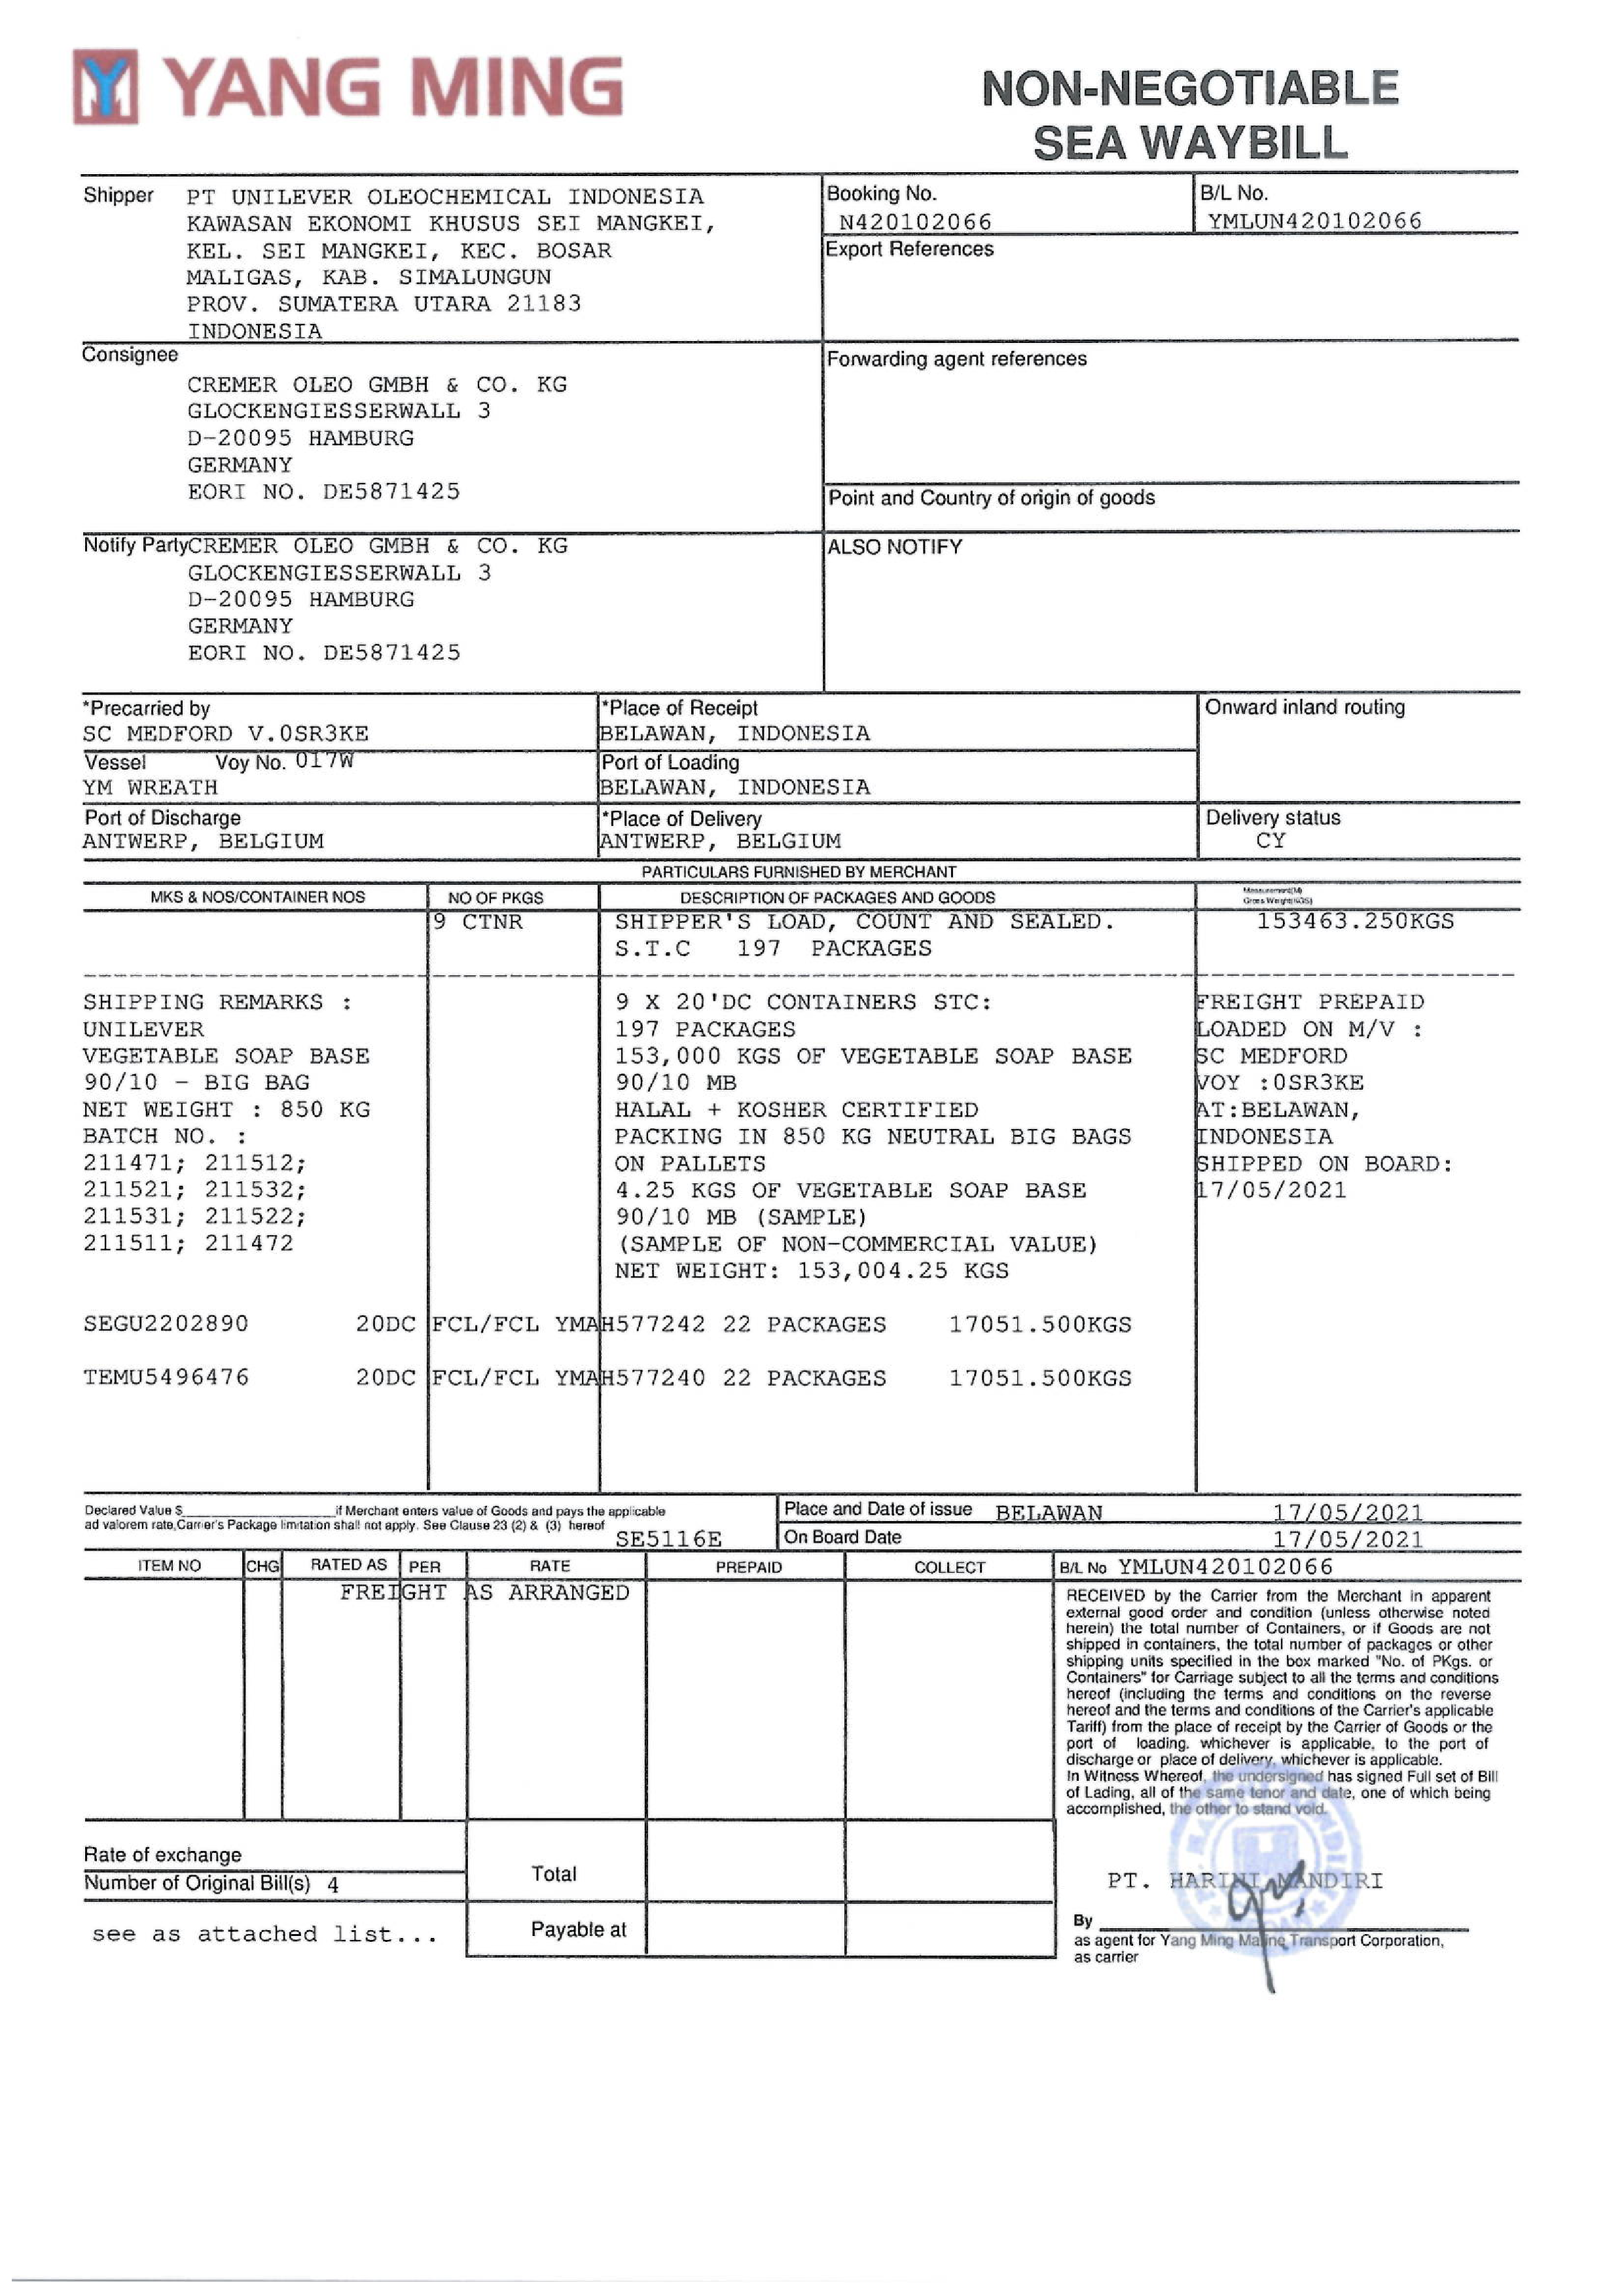 YANG MING
NON-NEGOTIABLE
SEA WAYBILL
Shipper PT UNILEVER OLEOCHEMICAL INDONESIA
KAWASAN EKONOMI KHUSUS SEI MANGKEI,
KEL. SEI MANGKEI, KEC. BOSAR
MALIGAS, KAB. SIMALUNGUN
PROV. SUMATERA UTARA 21183
INDONESIA
Booking No.
N420102066
B/L No.
YMLUN420102066
Export References
Consignee
CREMER OLEO GMBH & CO. KG
GLOCKENGIESSERWALL 3
D-20095 HAMBURG
GERMANY
EORI NO. DE5871425
Forwarding agent references
Point and Country of origin of goods
Notify Party CREMER OLEO GMBH & CO. KG
GLOCKENGIESSERWALL 3
D-20095 HAMBURG
GERMANY
EORI NO. DE5871425
ALSO NOTIFY
*Precarried by
SC MEDFORD V.0SR3KE
*Place of Receipt
BELAWAN, INDONESIA
Onward inland routing
Vessel Voy No. 017W
YM WREATH
Port of Loading
BELAWAN, INDONESIA
Port of Discharge
ANTWERP, BELGIUM
*Place of Delivery
ANTWERP, BELGIUM
Delivery status
CY
PARTICULARS FURNISHED BY MERCHANT
MKS & NOS/CONTAINER NOS NO OF PKGS DESCRIPTION OF PACKAGES AND GOODS Measurement(M) Gross Weight(KGS)
9 CTNR SHIPPER'S LOAD, COUNT AND SEALED. 153463.250KGS
S.T.C 197 PACKAGES
SHIPPING REMARKS : 9 X 20'DC CONTAINERS STC: FREIGHT PREPAID
UNILEVER 197 PACKAGES LOADED ON M/V :
VEGETABLE SOAP BASE 153,000 KGS OF VEGETABLE SOAP BASE SC MEDFORD
90/10 - BIG BAG 90/10 MB VOY :0SR3KE
NET WEIGHT : 850 KG HALAL + KOSHER CERTIFIED AT:BELAWAN,
BATCH NO. : PACKING IN 850 KG NEUTRAL BIG BAGS INDONESIA
211471; 211512; ON PALLETS SHIPPED ON BOARD:
211521; 211532; 4.25 KGS OF VEGETABLE SOAP BASE 17/05/2021
211531; 211522; 90/10 MB (SAMPLE)
211511; 211472 (SAMPLE OF NON-COMMERCIAL VALUE)
NET WEIGHT: 153,004.25 KGS
SEGU2202890 20DC FCL/FCL YMAH577242 22 PACKAGES 17051.500KGS
TEMU5496476 20DC FCL/FCL YMAH577240 22 PACKAGES 17051.500KGS
Declared Value $ if Merchant enters value of Goods and pays the applicable
ad valorem rate,Carrier's Package limitation shall not apply. See Clause 23 (2) & (3) hereof
SE5116E
Place and Date of issue BELAWAN 17/05/2021
On Board Date 17/05/2021
ITEM NO CHG RATED AS PER RATE PREPAID COLLECT B/L No YMLUN420102066
FREIGHT AS ARRANGED
RECEIVED by the Carrier from the Merchant in apparent
external good order and condition (unless otherwise noted
herein) the total number of Containers, or if Goods are not
shipped in containers, the total number of packages or other
shipping units specified in the box marked "No. of PKgs. or
Containers" for Carriage subject to all the terms and conditions
hereof (including the terms and conditions on the reverse
hereof and the terms and conditions of the Carrier's applicable
Tariff) from the place of receipt by the Carrier of Goods or the
port of loading, whichever is applicable, to the port of
discharge or place of delivery, whichever is applicable.
In Witness Whereof, the undersigned has signed Full set of Bill
of Lading, all of the same tenor and date, one of which being
accomplished, the other to stand void.
Rate of exchange
Number of Original Bill(s) 4
Total
Payable at
see as attached list...
PT. HARINI MANDIRI
By
as agent for Yang Ming Marine Transport Corporation,
as carrier